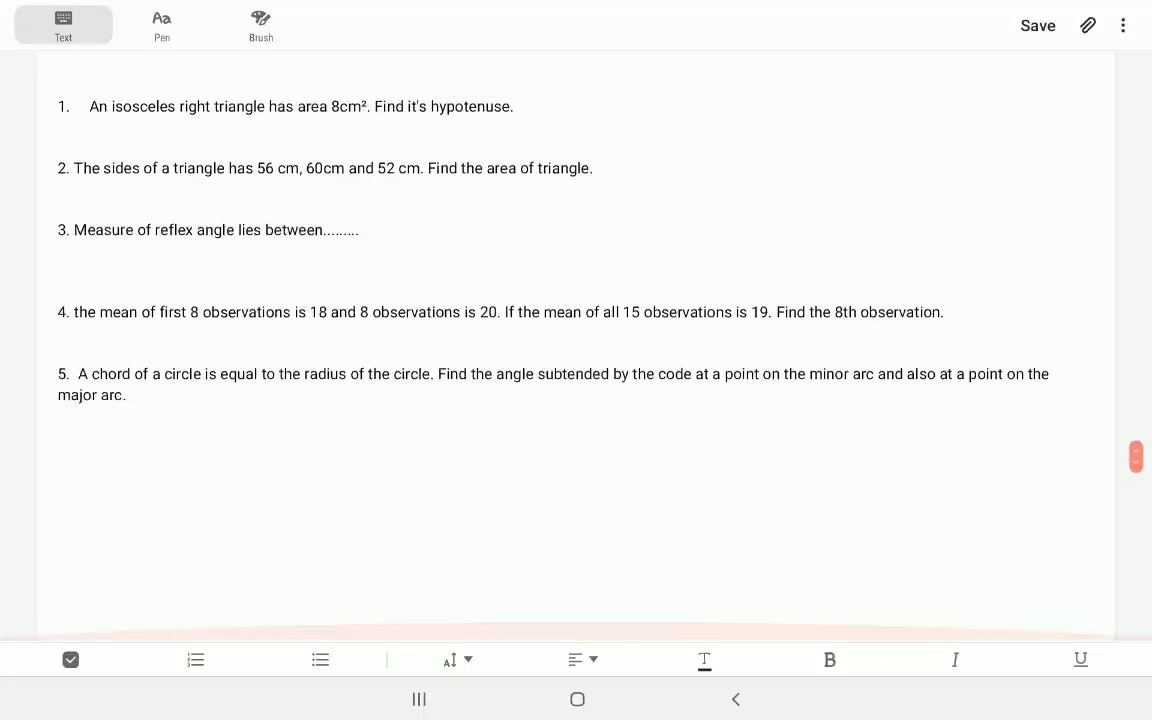 Text
Aa
Pen
Brush
Save
1. An isosceles right triangle has area 8cm². Find it's hypotenuse.
2. The sides of a triangle has 56 cm, 60cm and 52 cm. Find the area of triangle.
3. Measure of reflex angle lies between.........
4. the mean of first 8 observations is 18 and 8 observations is 20. If the mean of all 15 observations is 19. Find the 8th observation.
5. A chord of a circle is equal to the radius of the circle. Find the angle subtended by the code at a point on the minor arc and also at a point on the
major arc.
A T B I U